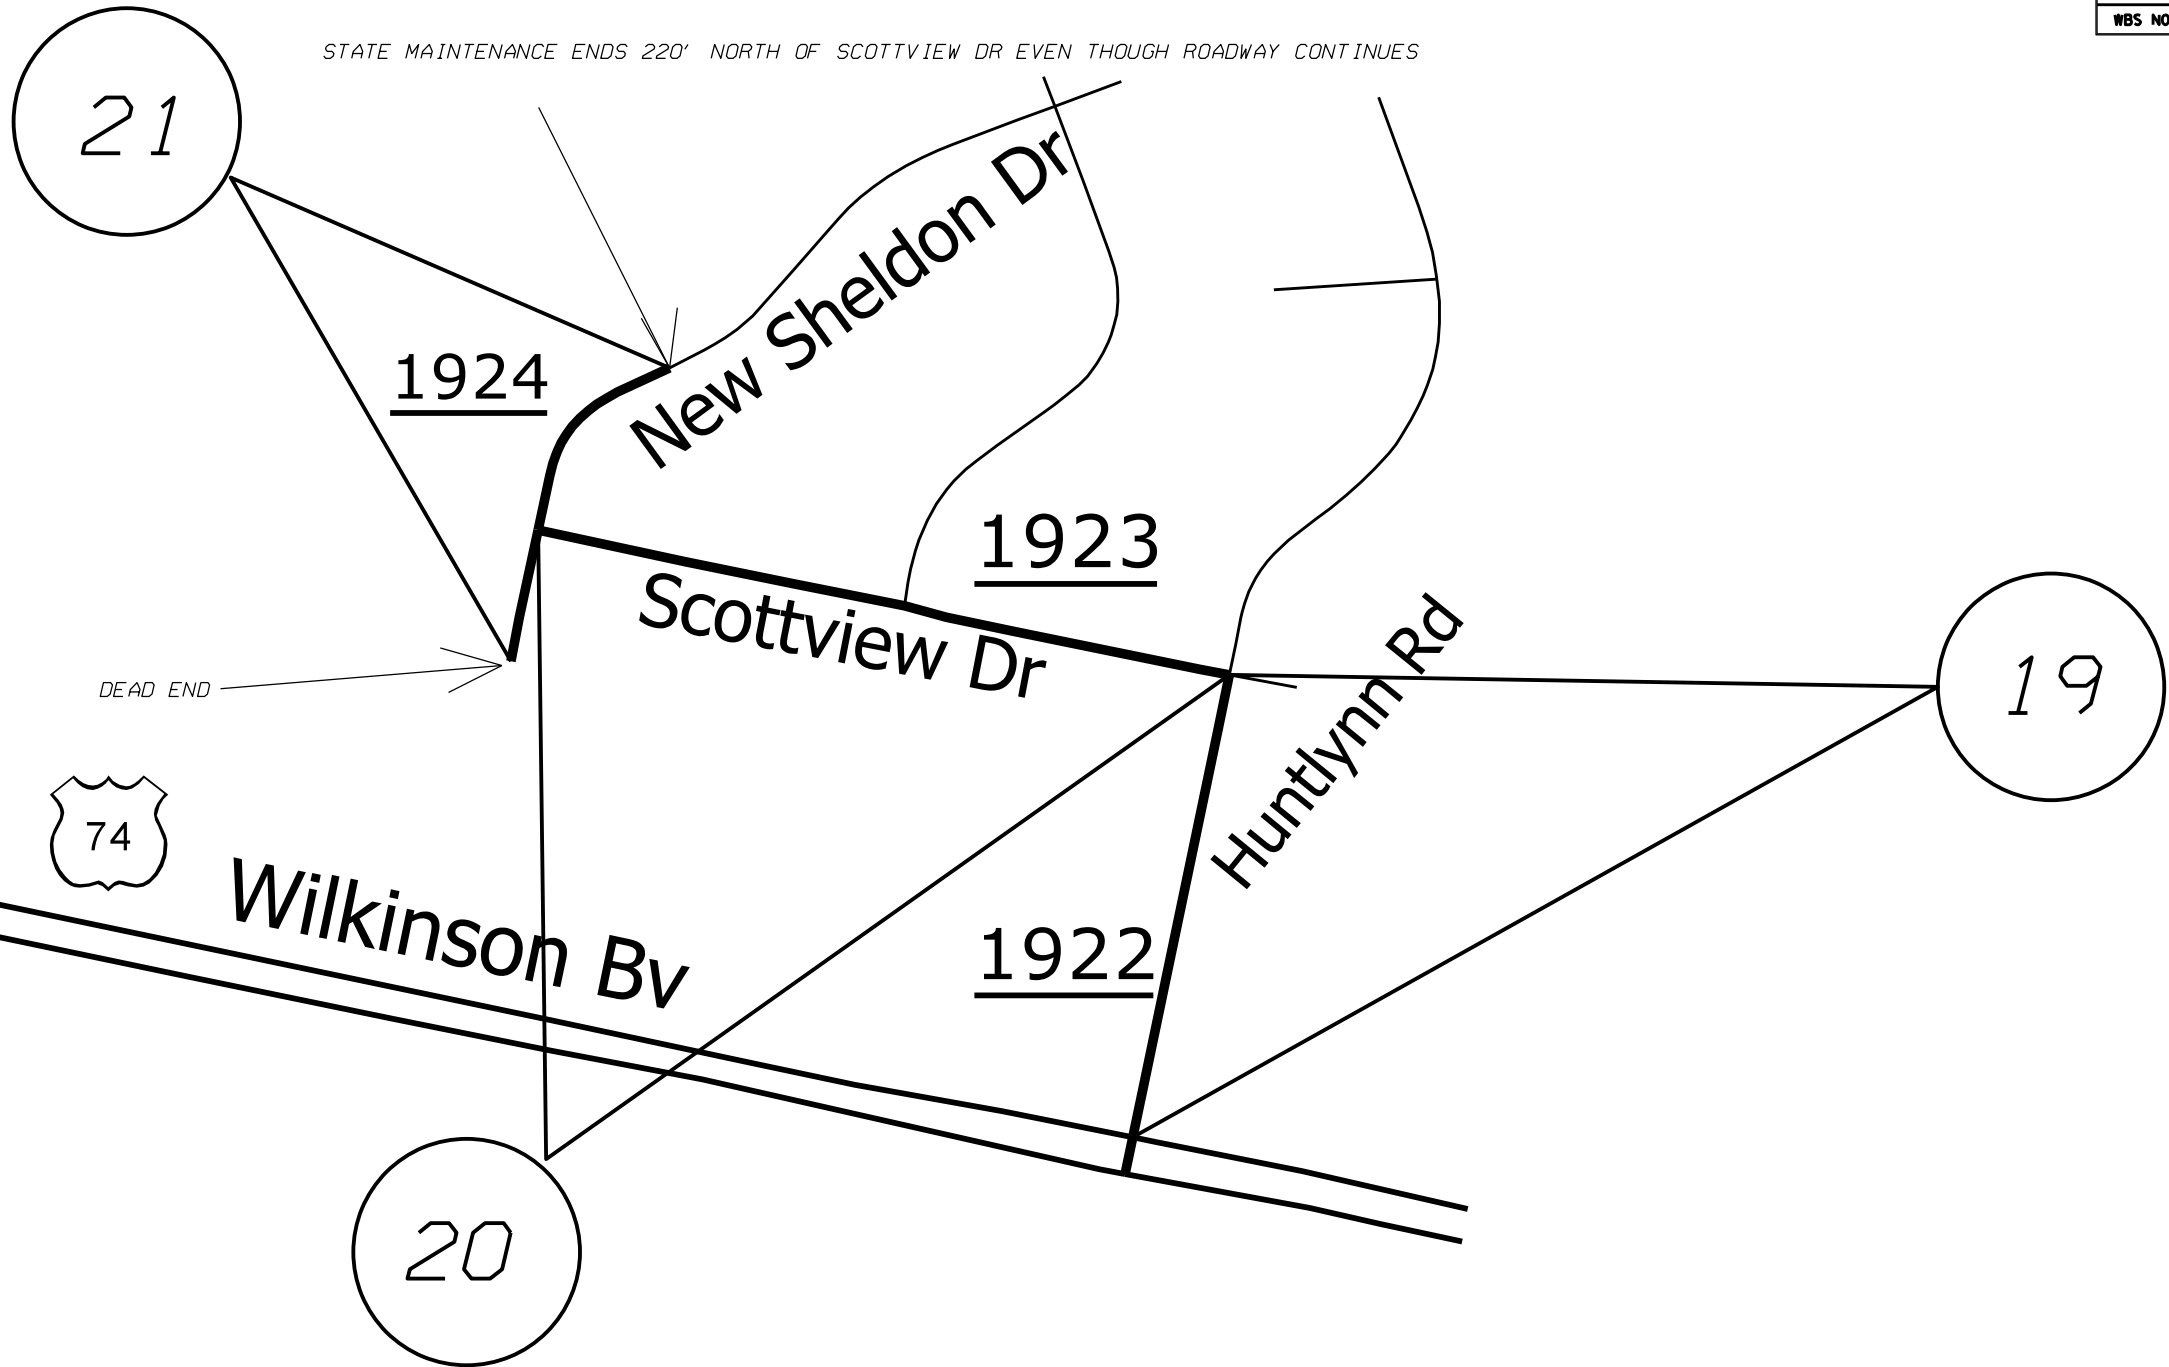 WBS NO
STATE MAINTENANCE ENDS 220' NORTH OF SCOTTVIEW DR EVEN THOUGH ROADWAY CONTINUES
21
New Sheldon Dr
1924
1923
Scottview Dr
Huntlynn Rd
19
DEAD END
74
Wilkinson Bv
1922
20